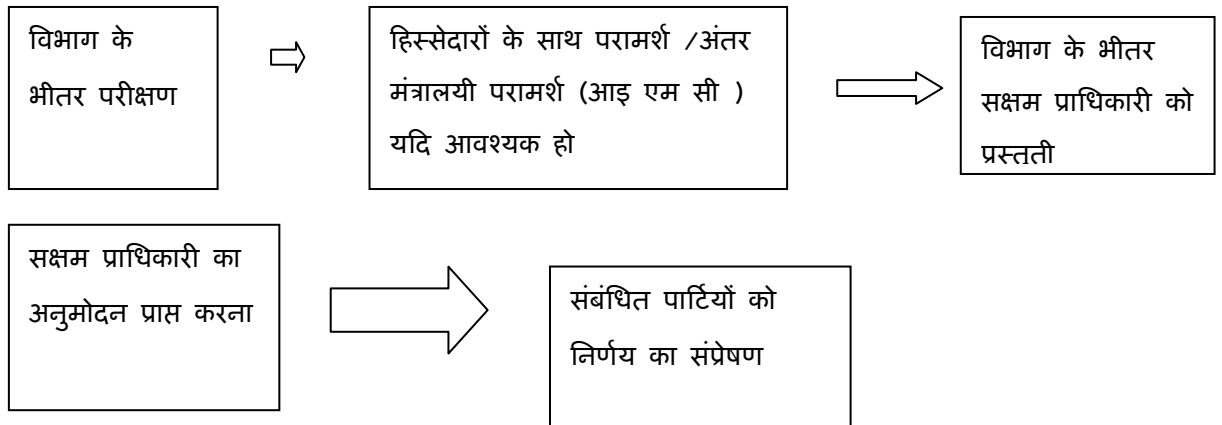 विभाग के
भीतर परीक्षण
हिस्सेदारों के साथ परामर्श /अंतर
मंत्रालयी परामर्श (आइ एम सी )
यदि आवश्यक हो
विभाग के भीतर
सक्षम प्राधिकारी को
प्रस्तुती
सक्षम प्राधिकारी का
अनुमोदन प्राप्त करना
संबंधित पार्टियों को
निर्णय का संप्रेषण